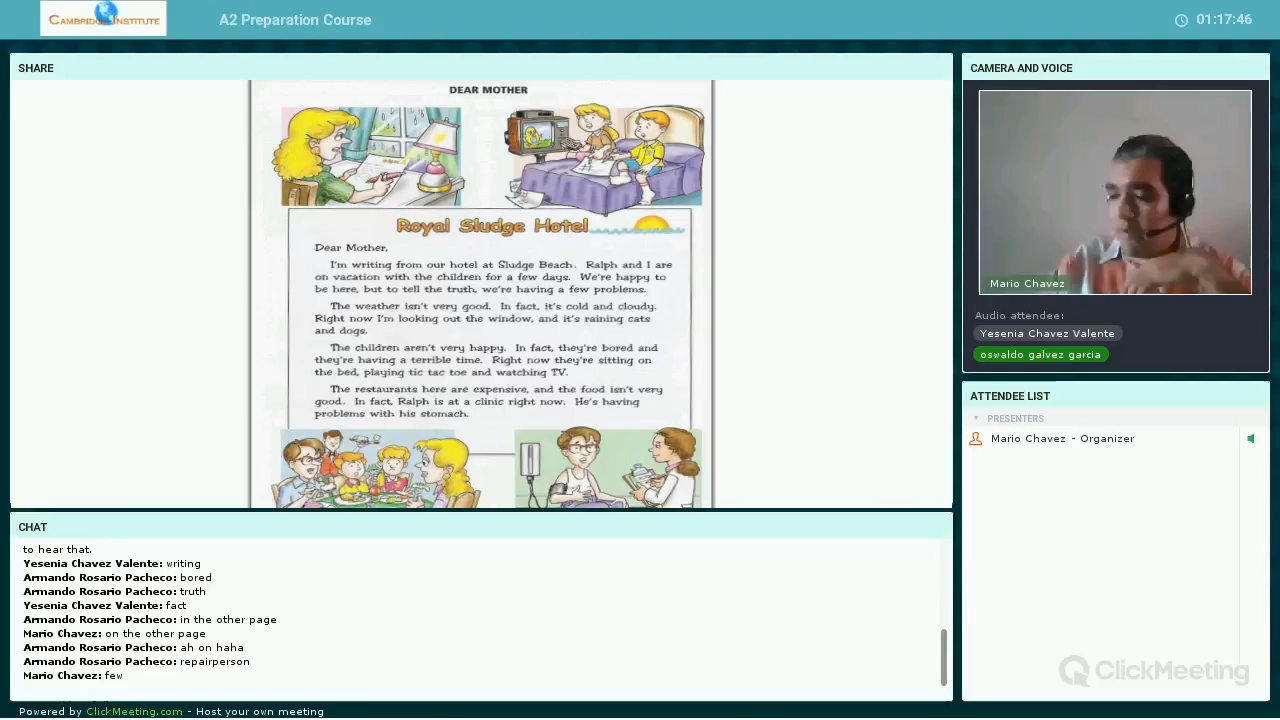 CAMBRIDGE INSTITUTE
A2 Preparation Course
01:17:46
SHARE
DEAR MOTHER
Royal Sludge Hotel
Dear Mother,
I'm writing from our hotel at Sludge Beach. Ralph and I are
on vacation with the children for a few days. We're happy to
be here, but to tell the truth, we're having a few problems.
The weather isn't very good. In fact, it's cold and cloudy.
Right now I'm looking out the window, and it's raining cats
and dogs.
The children aren't very happy. In fact, they're bored and
they're having a terrible time. Right now they're sitting on
the bed, playing tic tac toe and watching TV.
The restaurants here are expensive, and the food isn't very
good. In fact, Ralph is at a clinic right now. He's having
problems with his stomach.
CAMERA AND VOICE
Mario Chavez
Audio attendee:
Yesenia Chavez Valente
oswaldo galvez garcia
ATTENDEE LIST
PRESENTERS
Mario Chavez - Organizer
ClickMeeting
CHAT
to hear that.
Yesenia Chavez Valente: writing
Armando Rosario Pacheco: bored
Armando Rosario Pacheco: truth
Yesenia Chavez Valente: fact
Armando Rosario Pacheco: in the other page
Mario Chavez: on the other page
Armando Rosario Pacheco: ah on haha
Armando Rosario Pacheco: repairperson
Mario Chavez: few
Powered by ClickMeeting.com - Host your own meeting